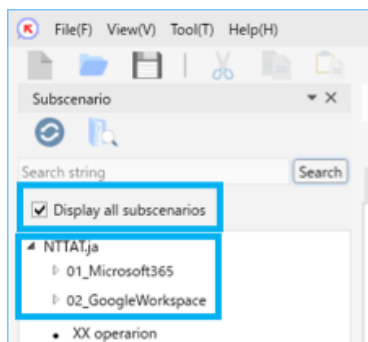 File(F) View(V) Tool(T) Help(H)
Subscenario
Search string Search
Display all subscenarios
NTTAT.ja
01_Microsoft365
02_GoogleWorkspace
XX operarion